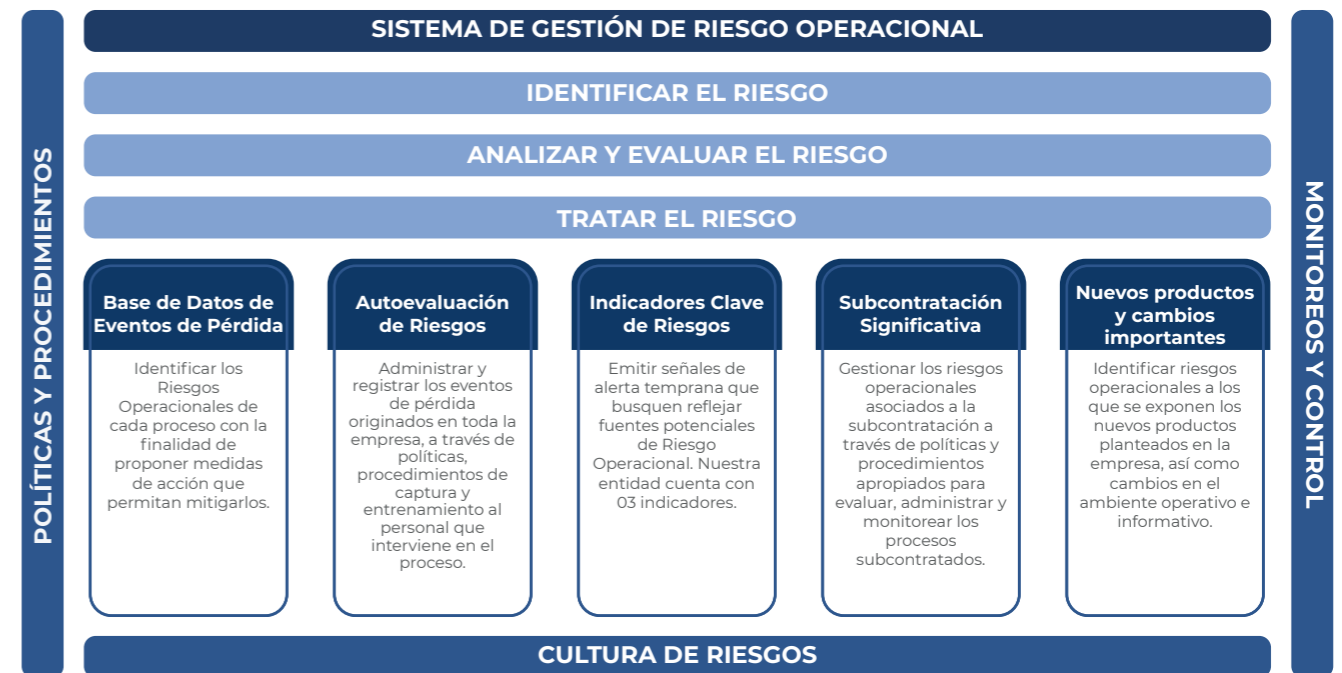 POLÍTICAS Y PROCEDIMIENTOS
SISTEMA DE GESTIÓN DE RIESGO OPERACIONAL
IDENTIFICAR EL RIESGO
ANALIZAR Y EVALUAR EL RIESGO
TRATAR EL RIESGO
Base de Datos de
Eventos de Pérdida
Identificar los
Riesgos
Operacionales de
cada proceso con la
finalidad de
proponer medidas
de acción que
permitan mitigarlos.
Autoevaluación
de Riesgos
Administrar y
registrar los eventos
de pérdida
originados en toda la
empresa, a través de
políticas,
procedimientos de
captura y
entrenamiento al
personal que
interviene en el
proceso.
Indicadores Clave
de Riesgos
Emitir señales de
alerta temprana que
busquen reflejar
fuentes potenciales
de Riesgo
Operacional. Nuestra
entidad cuenta con
03 indicadores.
Subcontratación
Significativa
Gestionar los riesgos
operacionales
asociados a la
subcontratación a
través de políticas y
procedimientos
apropiados para
evaluar, administrar y
monitorear los
procesos
subcontratados.
Nuevos productos
y cambios
importantes
Identificar riesgos
operacionales a los
que se exponen los
nuevos productos
planteados en la
empresa, así como
cambios en el
ambiente operativo e
informativo.
CULTURA DE RIESGOS
MONITOREOS Y CONTROL